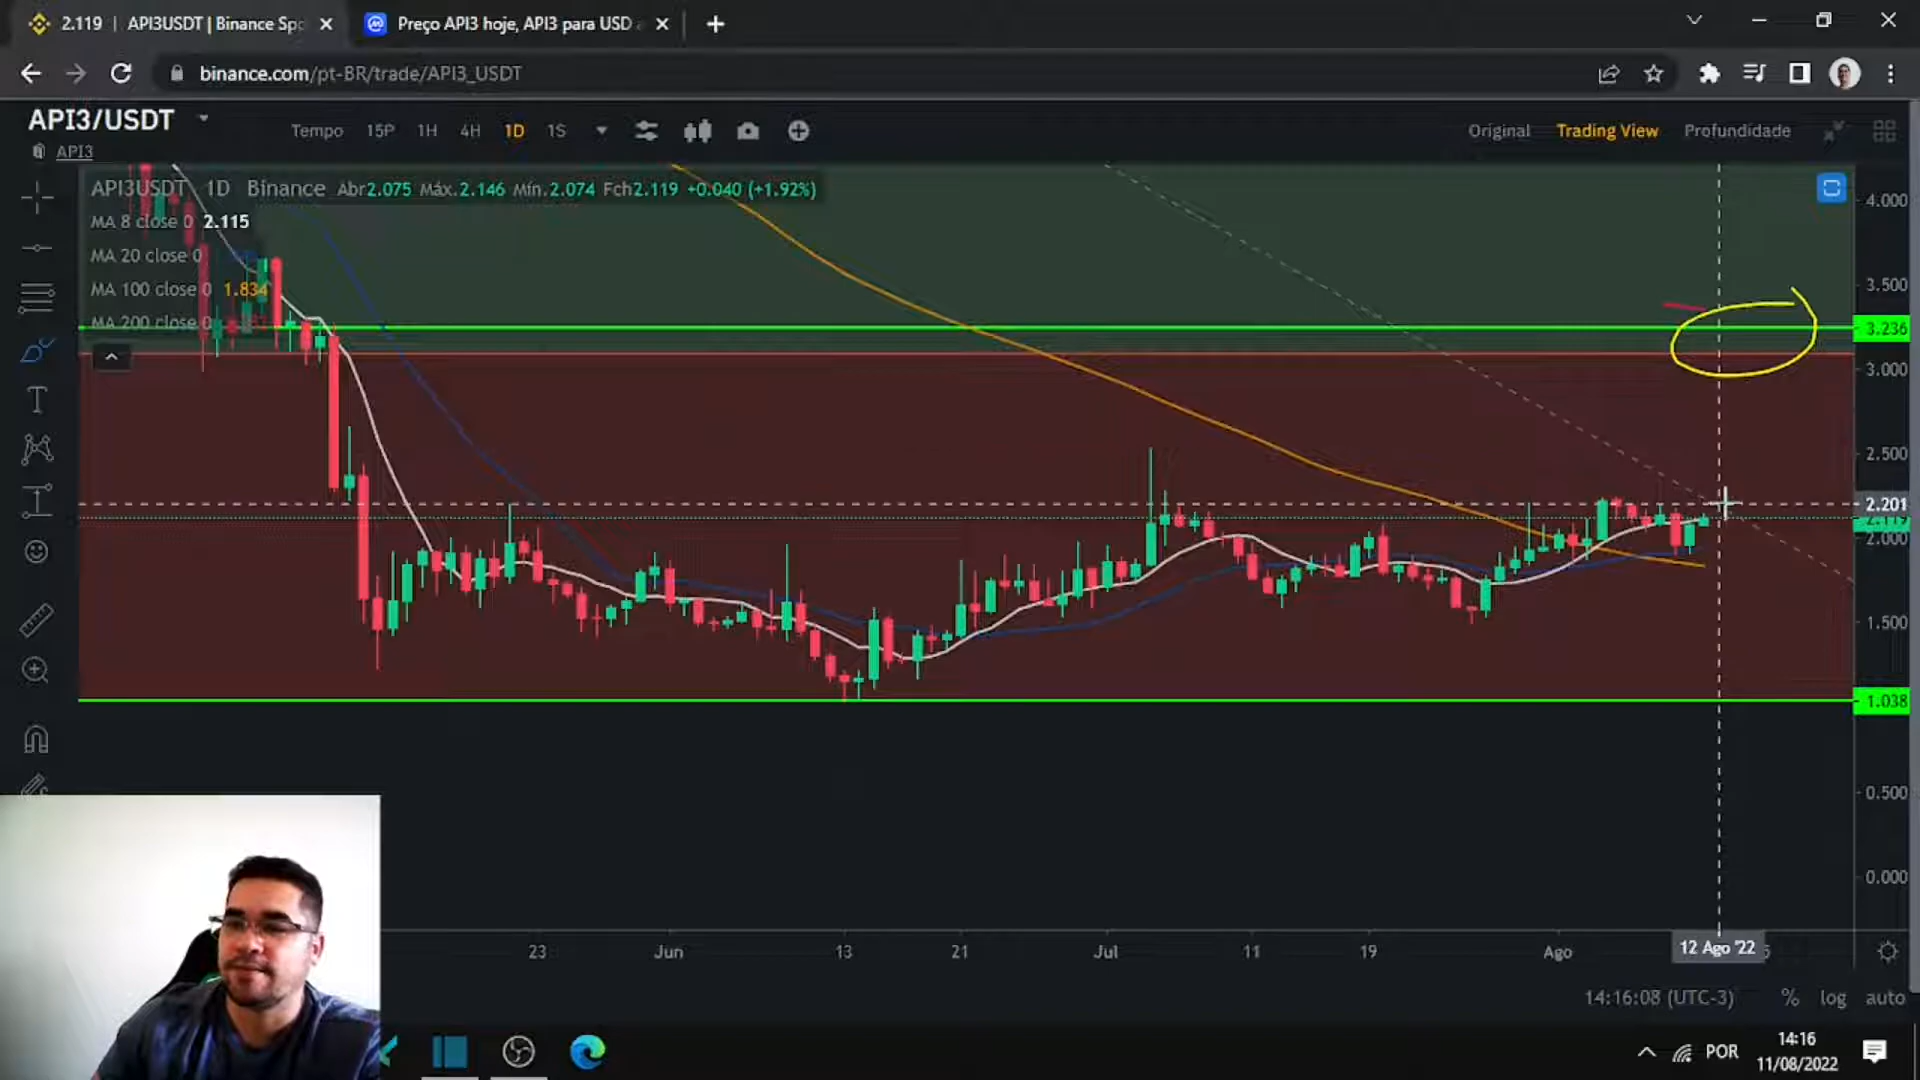 2.119 | API3USDT | Binance Spo
Preço API3 hoje, API3 para USD
binance.com/pt-BR/trade/API3_USDT
API3/USDT
API3
Tempo 15P 1H 4H 1D 1S
Original Trading View Profundidade
API3USDT 1D Binance Abr2.075 Máx.2.146 Mín.2.074 Fch2.119 +0.040 (+1.92%)
MA 8 close 0 2.115
MA 20 close 0
MA 100 close 0 1.834
MA 200 close 0
4.000
3.500
3.236
3.000
2.500
2.201
2.119
2.000
1.500
1.038
0.500
0.000
23 Jun 13 21 Jul 11 19 Ago 12 Ago '22
14:16:08 (UTC-3) % log auto
POR
14:16
11/08/2022